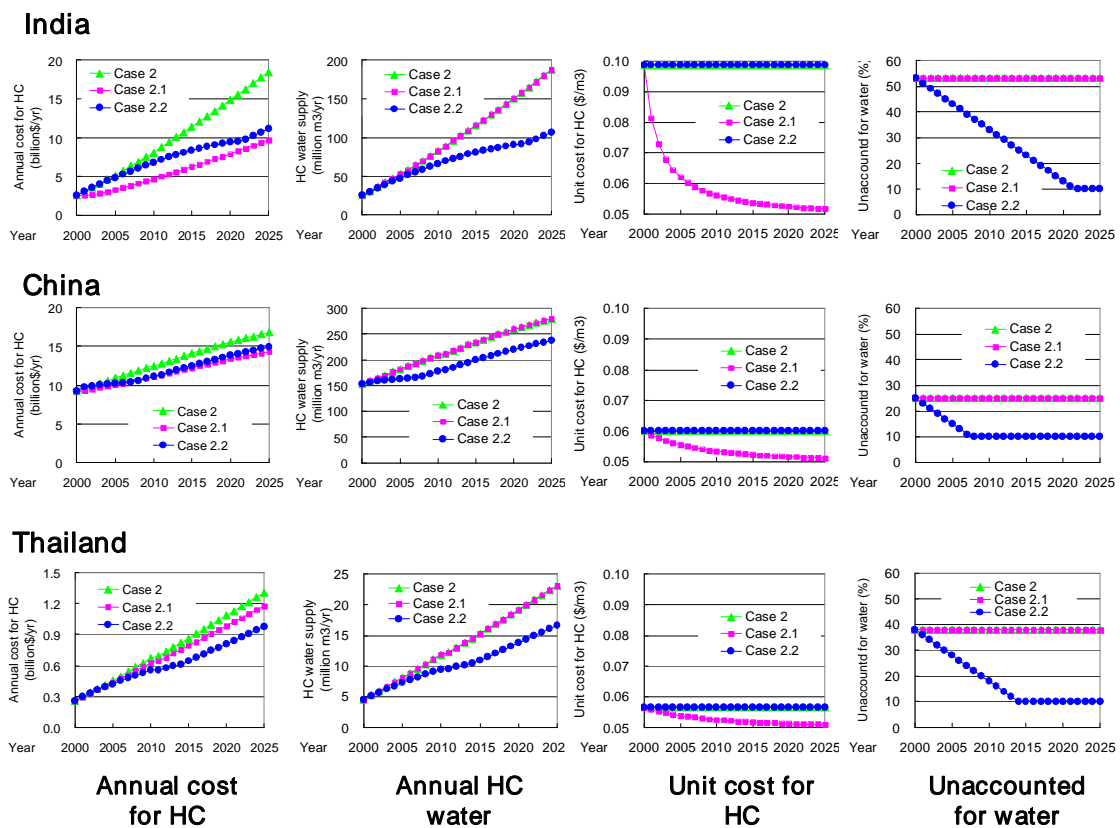 India
Annual cost for HC
(billion$/yr)
20
15
10
5
0
Case 2
Case 2.1
Case 2.2
Year
2000 2005 2010 2015 2020 2025
HC water supply
(million m3/yr)
200
150
100
50
0
Case 2
Case 2.1
Case 2.2
Year
2000 2005 2010 2015 2020 2025
Unit cost for HC ($/m3)
0.10
0.09
0.08
0.07
0.06
0.05
Case 2
Case 2.1
Case 2.2
Year
2000 2005 2010 2015 2020 2025
Unaccountd for water (%)
60
50
40
30
20
10
0
Case 2
Case 2.1
Case 2.2
Year
2000 2005 2010 2015 2020 2025
China
Annual cost for HC
(billion$/yr)
20
15
10
5
0
Case 2
Case 2.1
Case 2.2
Year
2000 2005 2010 2015 2020 2025
HC water supply
(million m3/yr)
300
250
200
150
100
50
0
Case 2
Case 2.1
Case 2.2
Year
2000 2005 2010 2015 2020 2025
Unit cost for HC ($/m3)
0.10
0.09
0.08
0.07
0.06
0.05
Case 2
Case 2.1
Case 2.2
Year
2000 2005 2010 2015 2020 2025
Unaccountd for water (%)
60
50
40
30
20
10
0
Case 2
Case 2.1
Case 2.2
Year
2000 2005 2010 2015 2020 2025
Thailand
Annual cost for HC
(billion$/yr)
1.5
1.2
0.9
0.6
0.3
0.0
Case 2
Case 2.1
Case 2.2
Year
2000 2005 2010 2015 2020 2025
HC water supply
(million m3/yr)
25
20
15
10
5
0
Case 2
Case 2.1
Case 2.2
Year
2000 2005 2010 2015 2020 2025
Unit cost for HC ($/m3)
0.10
0.09
0.08
0.07
0.06
0.05
Case 2
Case 2.1
Case 2.2
Year
2000 2005 2010 2015 2020 2025
Unaccountd for water (%)
60
50
40
30
20
10
0
Case 2
Case 2.1
Case 2.2
Year
2000 2005 2010 2015 2020 2025
Annual cost
for HC
Annual HC
water
Unit cost for
HC
Unaccounted
for water